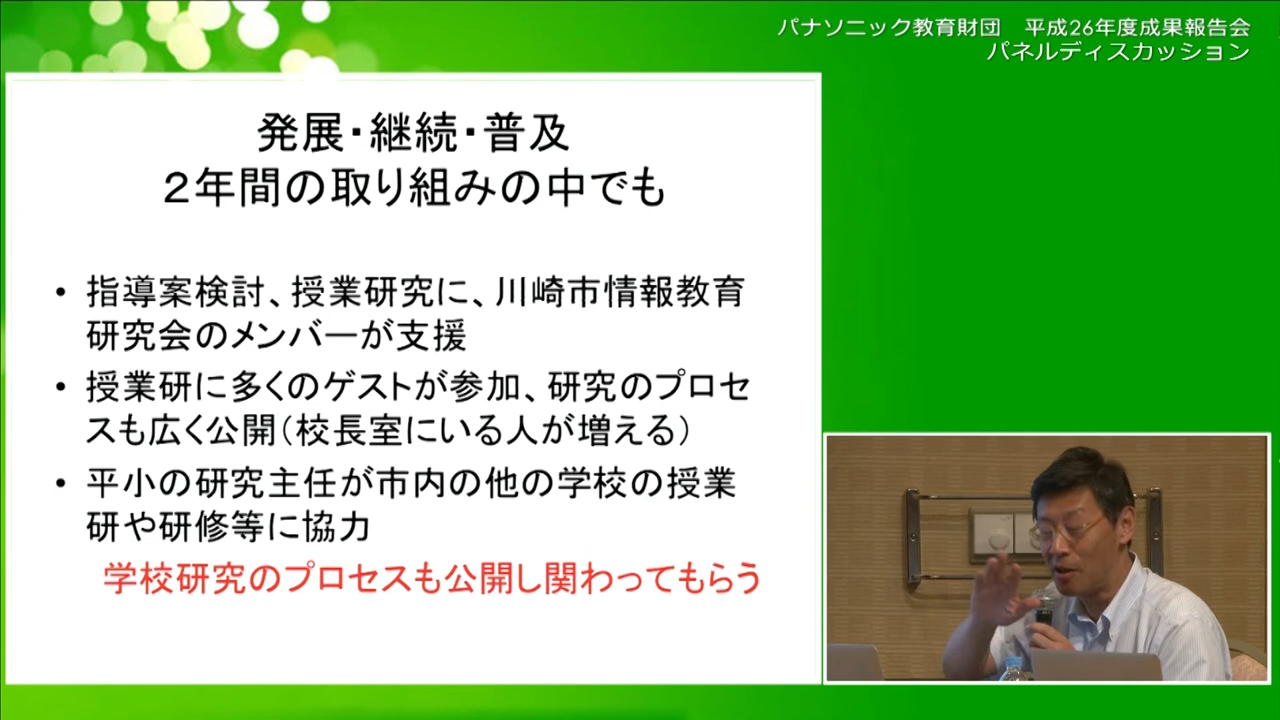 パナソニック教育財団　平成26年度成果報告会
パネルディスカッション
発展・継続・普及
２年間の取り組みの中でも
• 指導案検討、授業研究に、川崎市情報教育
研究会のメンバーが支援
• 授業研に多くのゲストが参加、研究のプロセ
スも広く公開（校長室にいる人が増える）
• 平小の研究主任が市内の他の学校の授業
研や研修等に協力
学校研究のプロセスも公開し関わってもらう